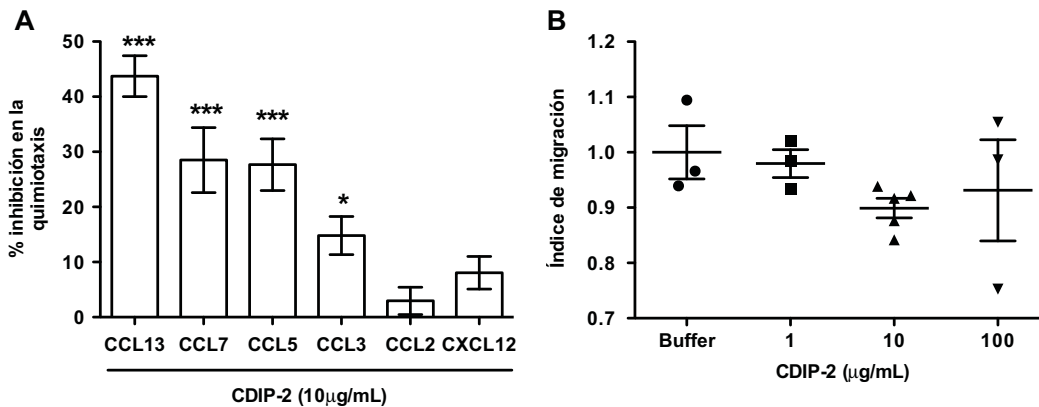 A
% inhibición en la
quimiotaxis
50
40
30
20
10
0
***
***
***
*
CCL13 CCL7 CCL5 CCL3 CCL2 CXCL12
CDIP-2 (10μg/mL)
B
Índice de migración
1.2
1.1
1.0
0.9
0.8
0.7
Buffer 1 10 100
CDIP-2 (μg/mL)